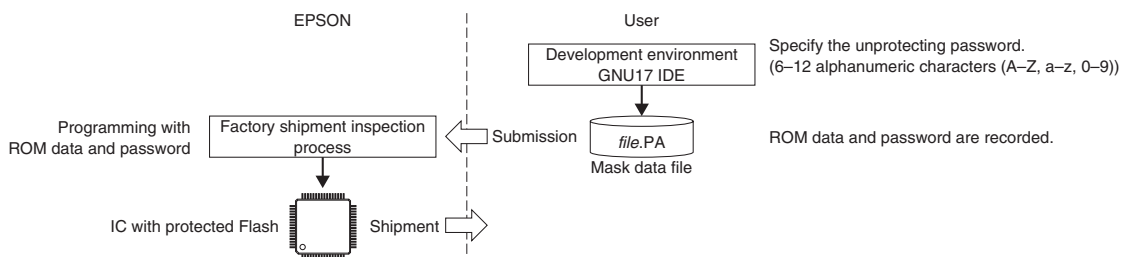 EPSON
User
Development environment
GNU17 IDE
Specify the unprotecting password.
(6–12 alphanumeric characters (A–Z, a–z, 0–9))
Programming with
ROM data and password
Factory shipment inspection
process
Submission
file.PA
Mask data file
ROM data and password are recorded.
IC with protected Flash
Shipment